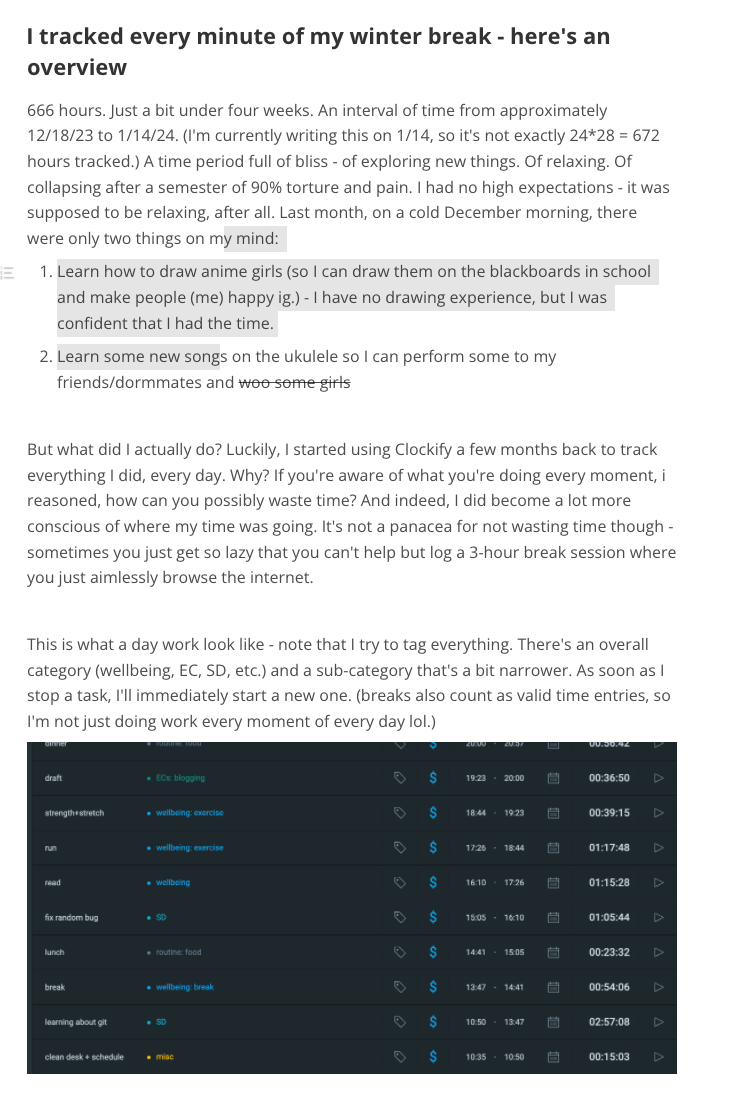 I tracked every minute of my winter break - here's an
overview
666 hours. Just a bit under four weeks. An interval of time from approximately
12/18/23 to 1/14/24. (I'm currently writing this on 1/14, so it's not exactly 24*28 = 672
hours tracked.) A time period full of bliss - of exploring new things. Of relaxing. Of
collapsing after a semester of 90% torture and pain. I had no high expectations - it was
supposed to be relaxing, after all. Last month, on a cold December morning, there
were only two things on my mind:
1. Learn how to draw anime girls (so I can draw them on the blackboards in school
and make people (me) happy ig.) - I have no drawing experience, but I was
confident that I had the time.
2. Learn some new songs on the ukulele so I can perform some to my
friends/dormmates and woo some girls
But what did I actually do? Luckily, I started using Clockify a few months back to track
everything I did, every day. Why? If you're aware of what you're doing every moment, i
reasoned, how can you possibly waste time? And indeed, I did become a lot more
conscious of where my time was going. It's not a panacea for not wasting time though -
sometimes you just get so lazy that you can't help but log a 3-hour break session where
you just aimlessly browse the internet.
This is what a day work look like - note that I try to tag everything. There's an overall
category (wellbeing, EC, SD, etc.) and a sub-category that's a bit narrower. As soon as I
stop a task, I'll immediately start a new one. (breaks also count as valid time entries, so
I'm not just doing work every moment of every day lol.)
dinner • routine: food $ 20:00 - 20:57 00:56:42
draft • ECs: blogging $ 19:23 - 20:00 00:36:50
strength+stretch • wellbeing: exercise $ 18:44 - 19:23 00:39:15
run • wellbeing: exercise $ 17:26 - 18:44 01:17:48
read • wellbeing $ 16:10 - 17:26 01:15:28
fix random bug • SD $ 15:05 - 16:10 01:05:44
lunch • routine: food $ 14:41 - 15:05 00:23:32
break • wellbeing: break $ 13:47 - 14:41 00:54:06
learning about git • SD $ 10:50 - 13:47 02:57:08
clean desk + schedule • misc $ 10:35 - 10:50 00:15:03